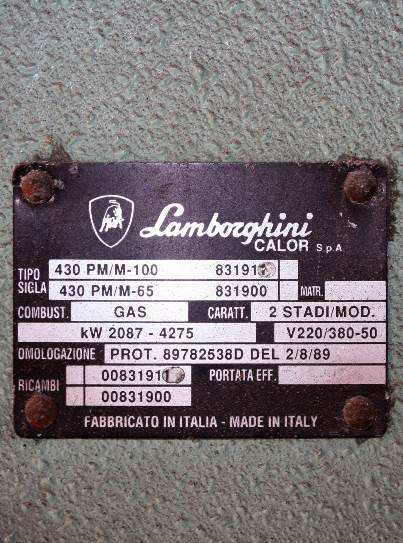 Lamborghini
CALOR S.p.A
TIPO 430 PM/M-100
SIGLA 430 PM/M-65 831900 MATR.
COMBUST. GAS CARATT. 2 STADI/MOD.
kW 2087 - 4275 V220/380-50
OMOLOGAZIONE PROT. 89782538D DEL 2/8/89
RICAMBI PORTATA EFF.
00831900
FABBRICATO IN ITALIA - MADE IN ITALY